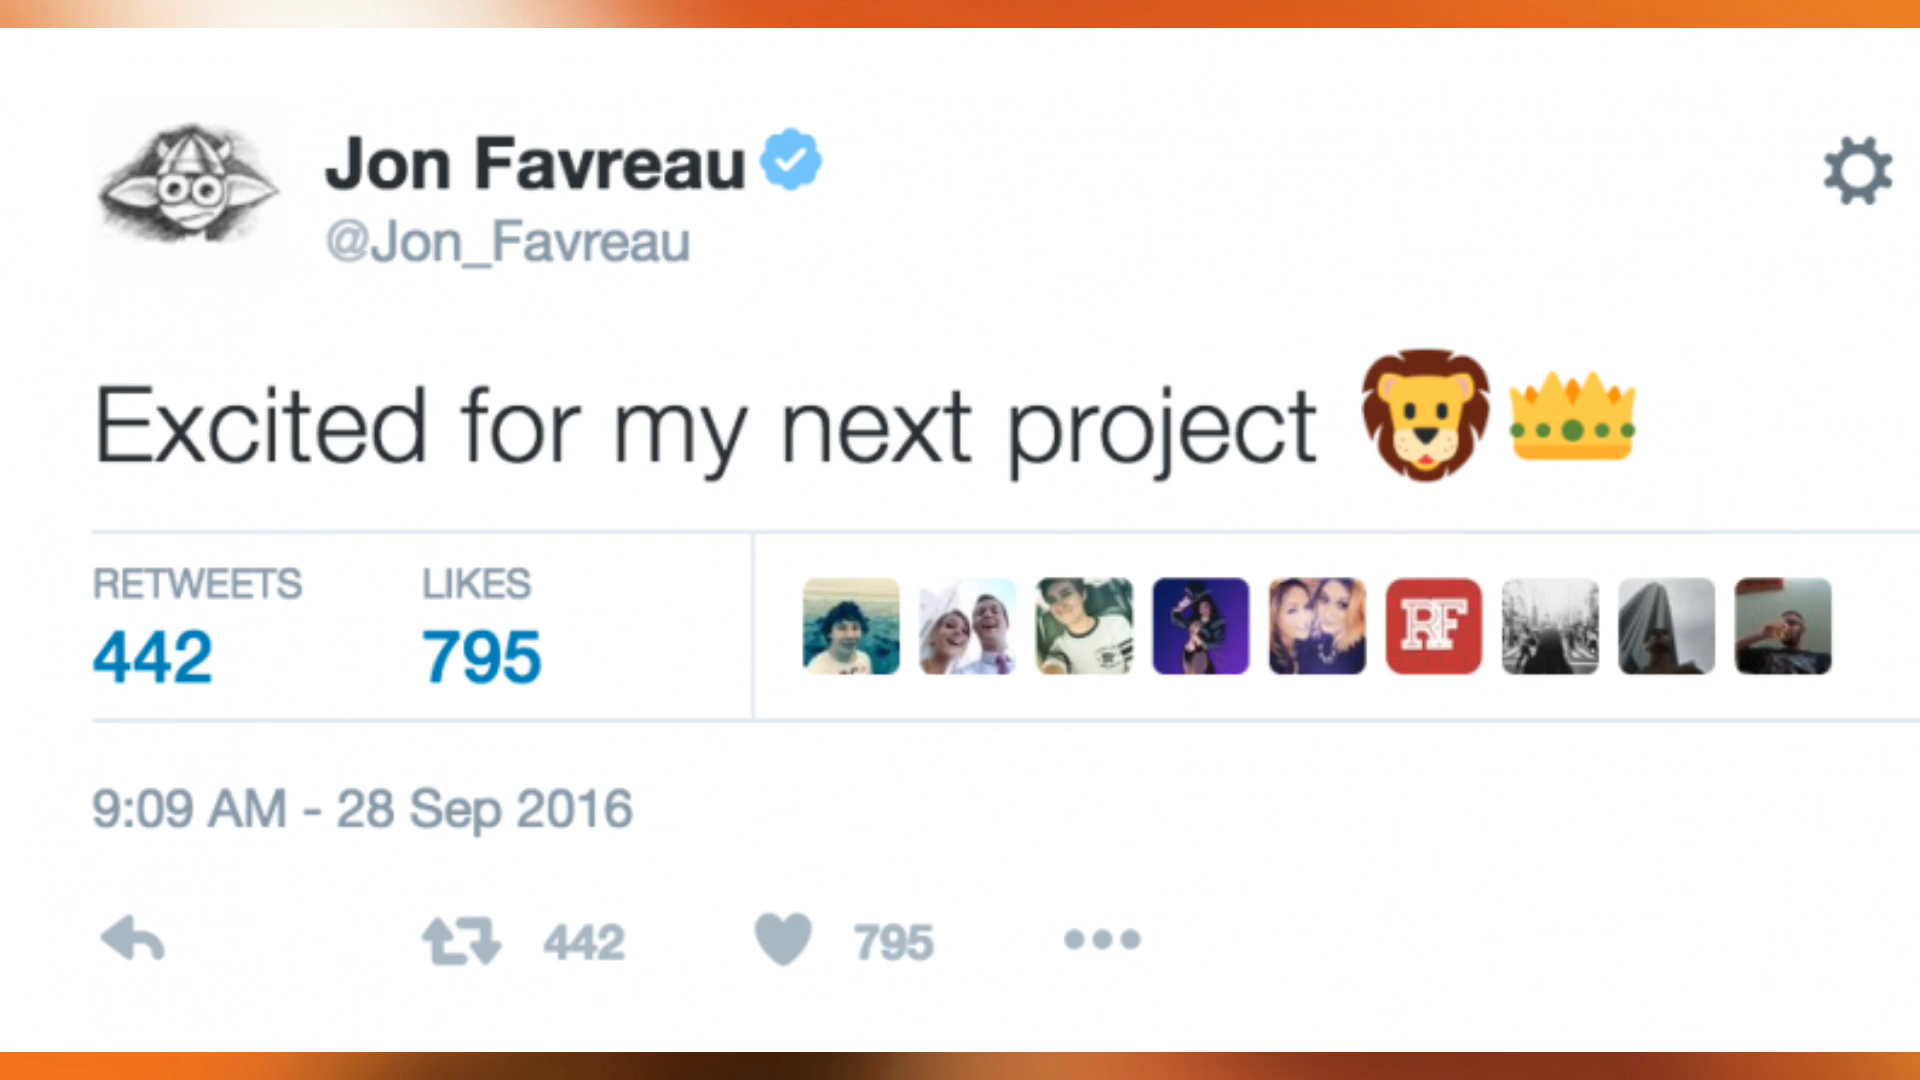 Jon Favreau
@Jon_Favreau
Excited for my next project 🦁👑
RETWEETS LIKES
442 795
RF
9:09 AM - 28 Sep 2016
442 795